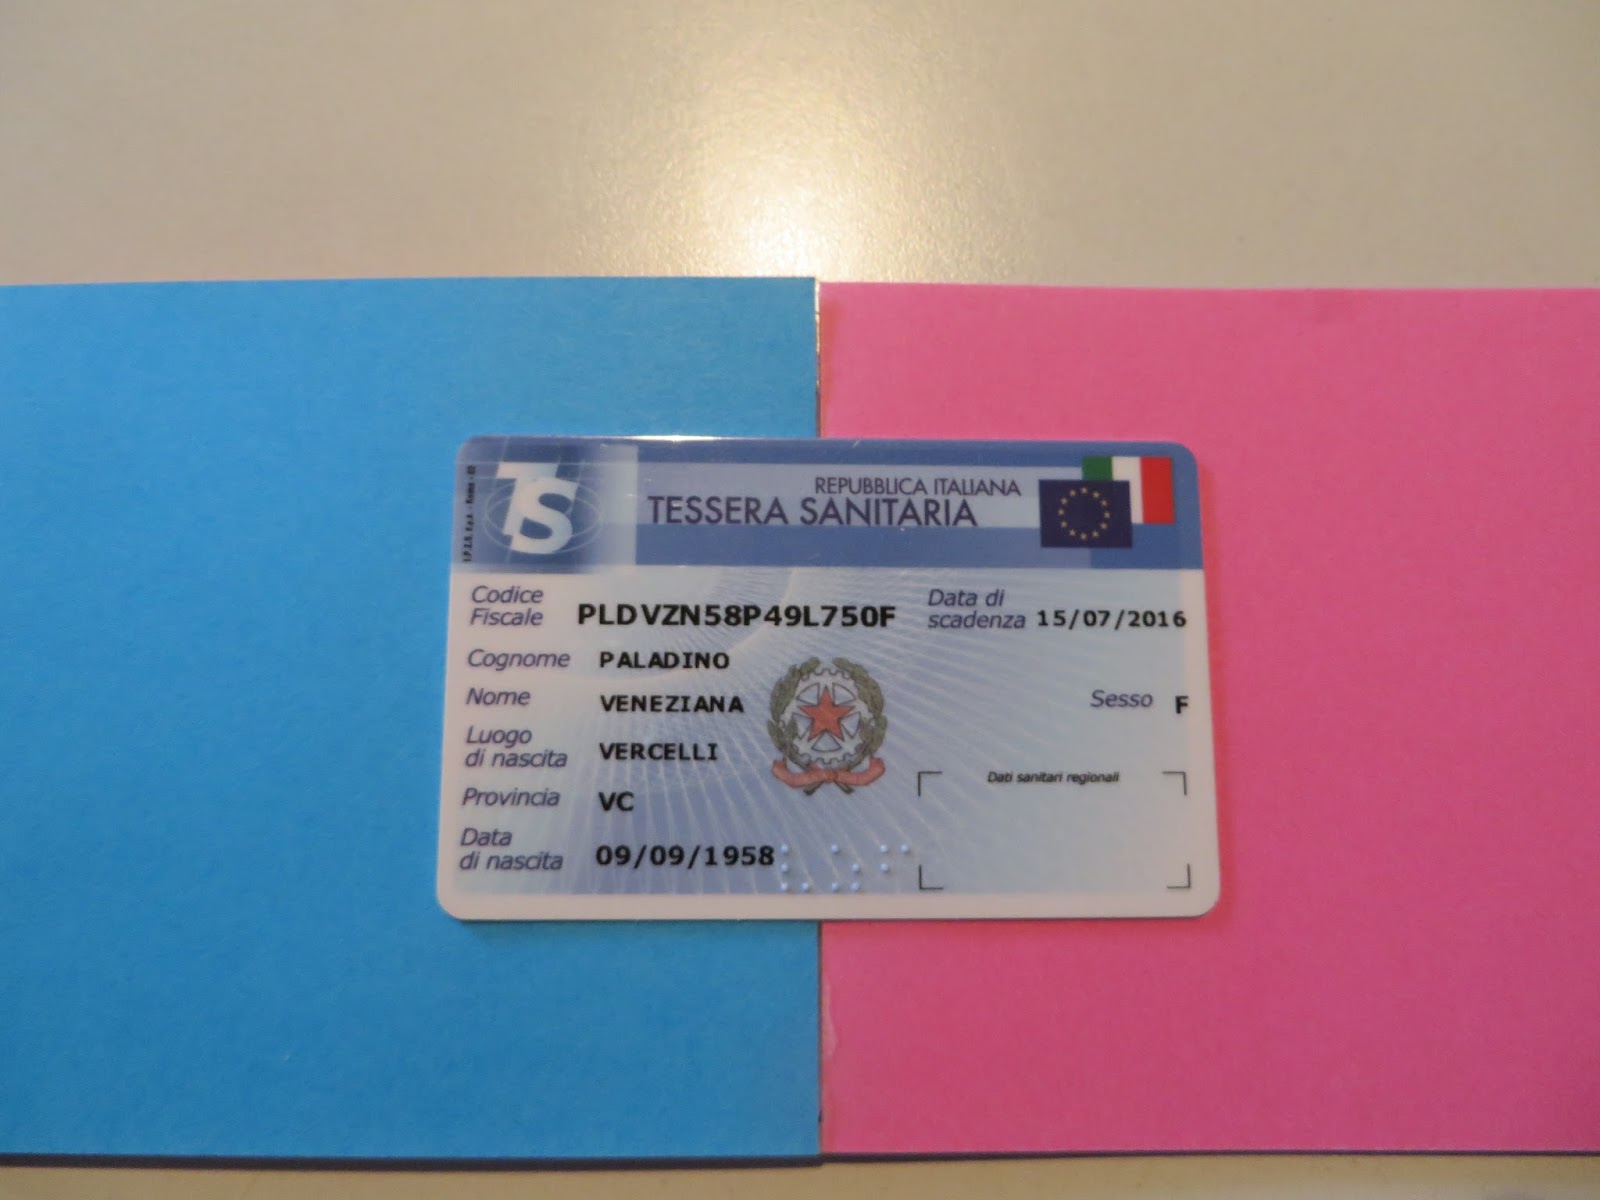 TS
REPUBBLICA ITALIANA
TESSERA SANITARIA
Codice
Fiscale PLDVZN58P49L750F
Data di
scadenza 15/07/2016
Cognome PALADINO
Nome VENEZIANA
Sesso F
Luogo
di nascita VERCELLI
Provincia VC
Data
di nascita 09/09/1958
Dati sanitari regionali